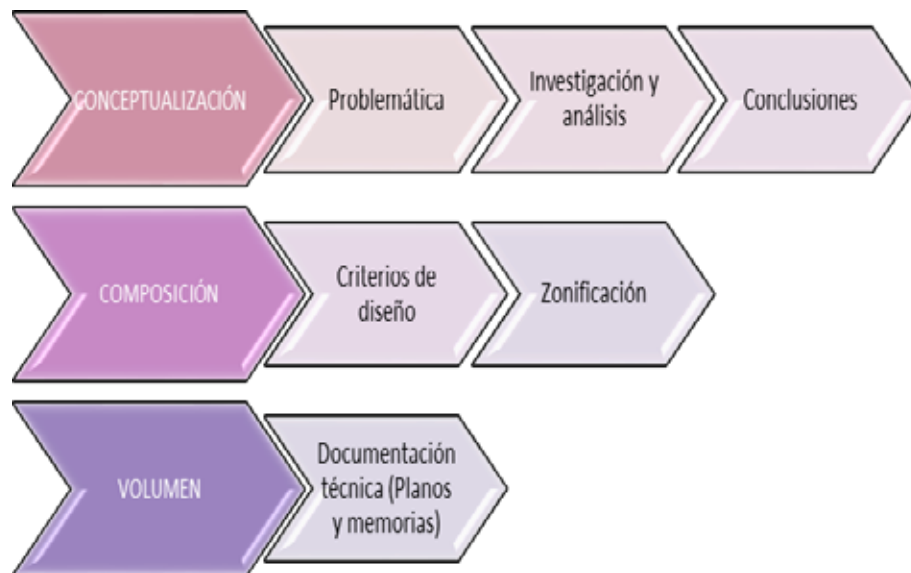 CONCEPTUALIZACIÓN
Problemática
Investigación y
análisis
Conclusiones
COMPOSICIÓN
Criterios de
diseño
Zonificación
VOLUMEN
Documentación
técnica (Planos
y memorias)